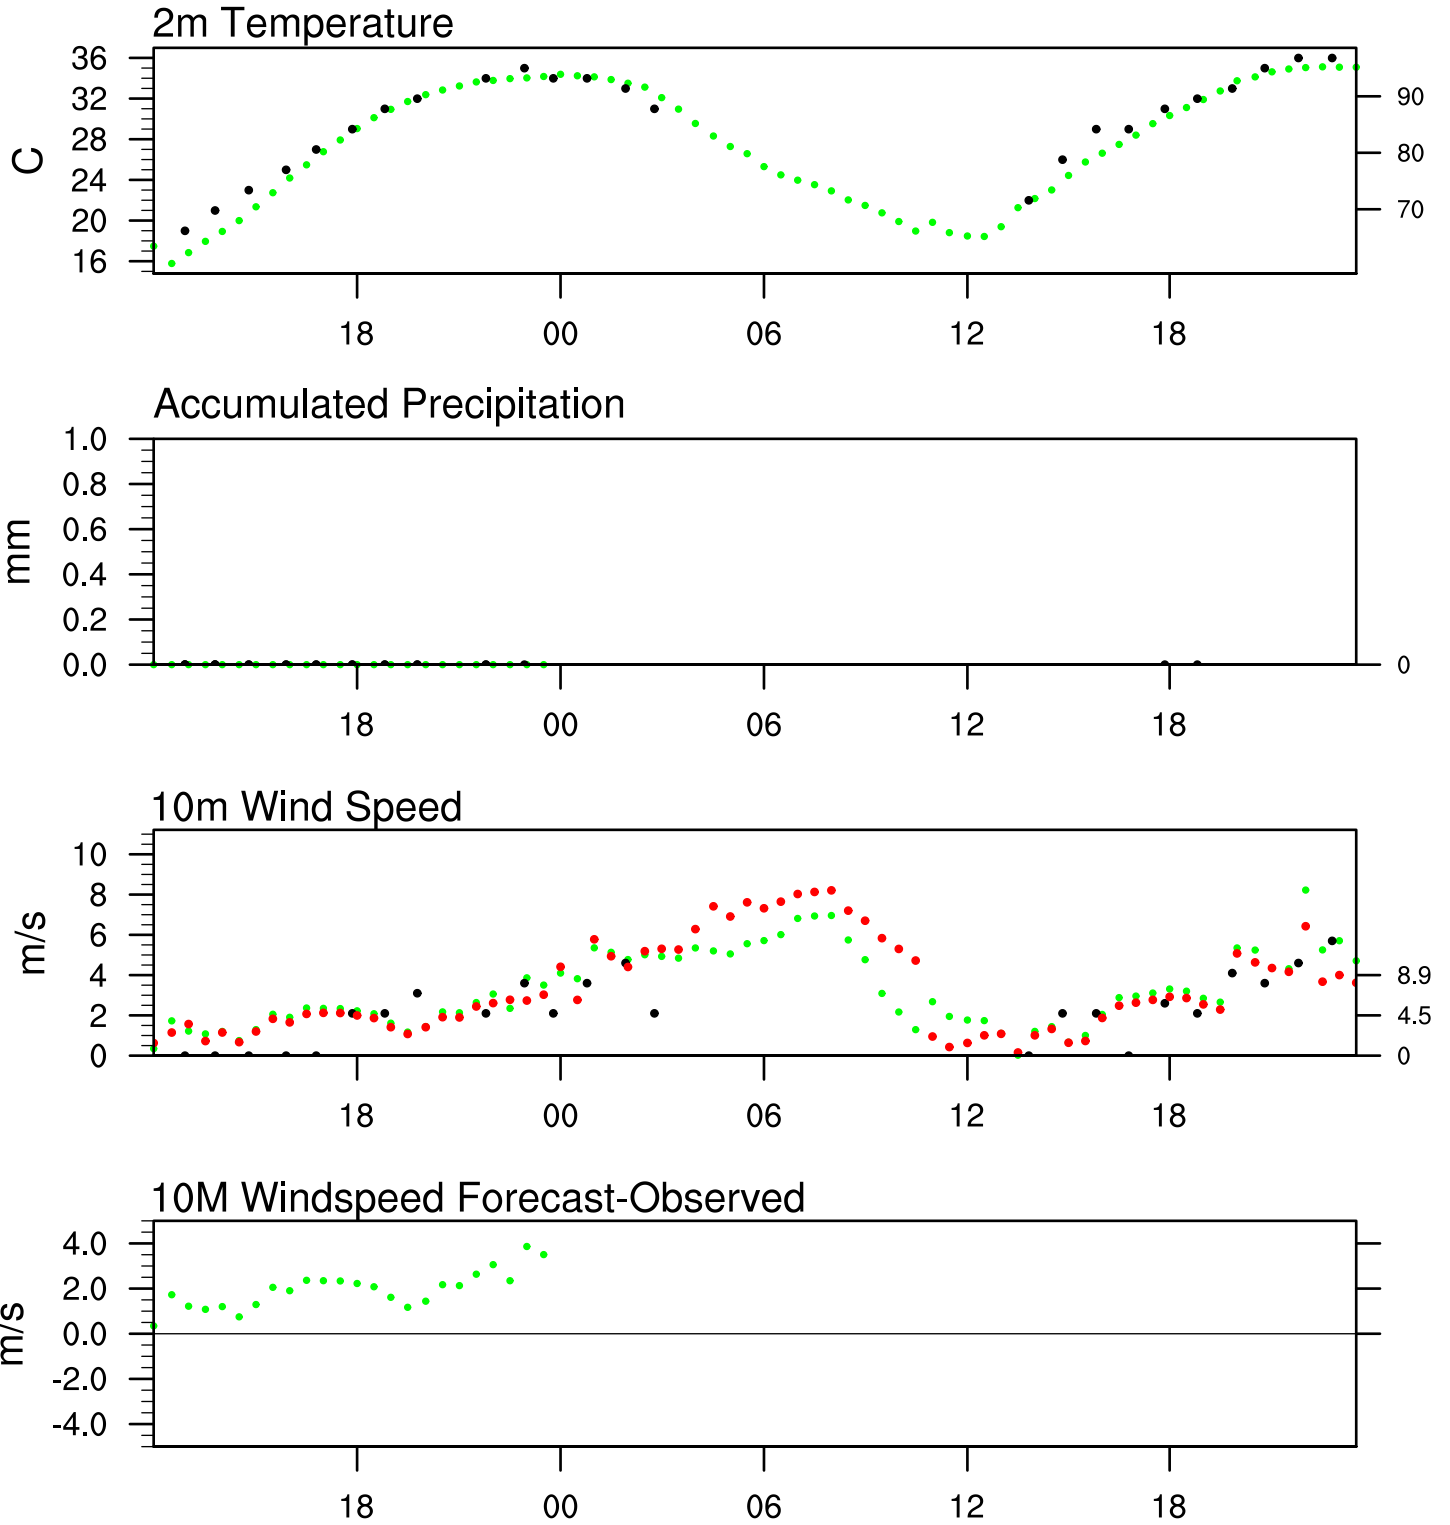 2m Temperature
36
32
28
24
20
16
C
90
80
70
18 00 06 12 18
Accumulated Precipitation
1.0
0.8
0.6
0.4
0.2
0.0
mm
0
18 00 06 12 18
10m Wind Speed
10
8
6
4
2
0
m/s
8.9
4.5
0
18 00 06 12 18
10M Windspeed Forecast-Observed
4.0
2.0
0.0
-2.0
-4.0
m/s
18 00 06 12 18